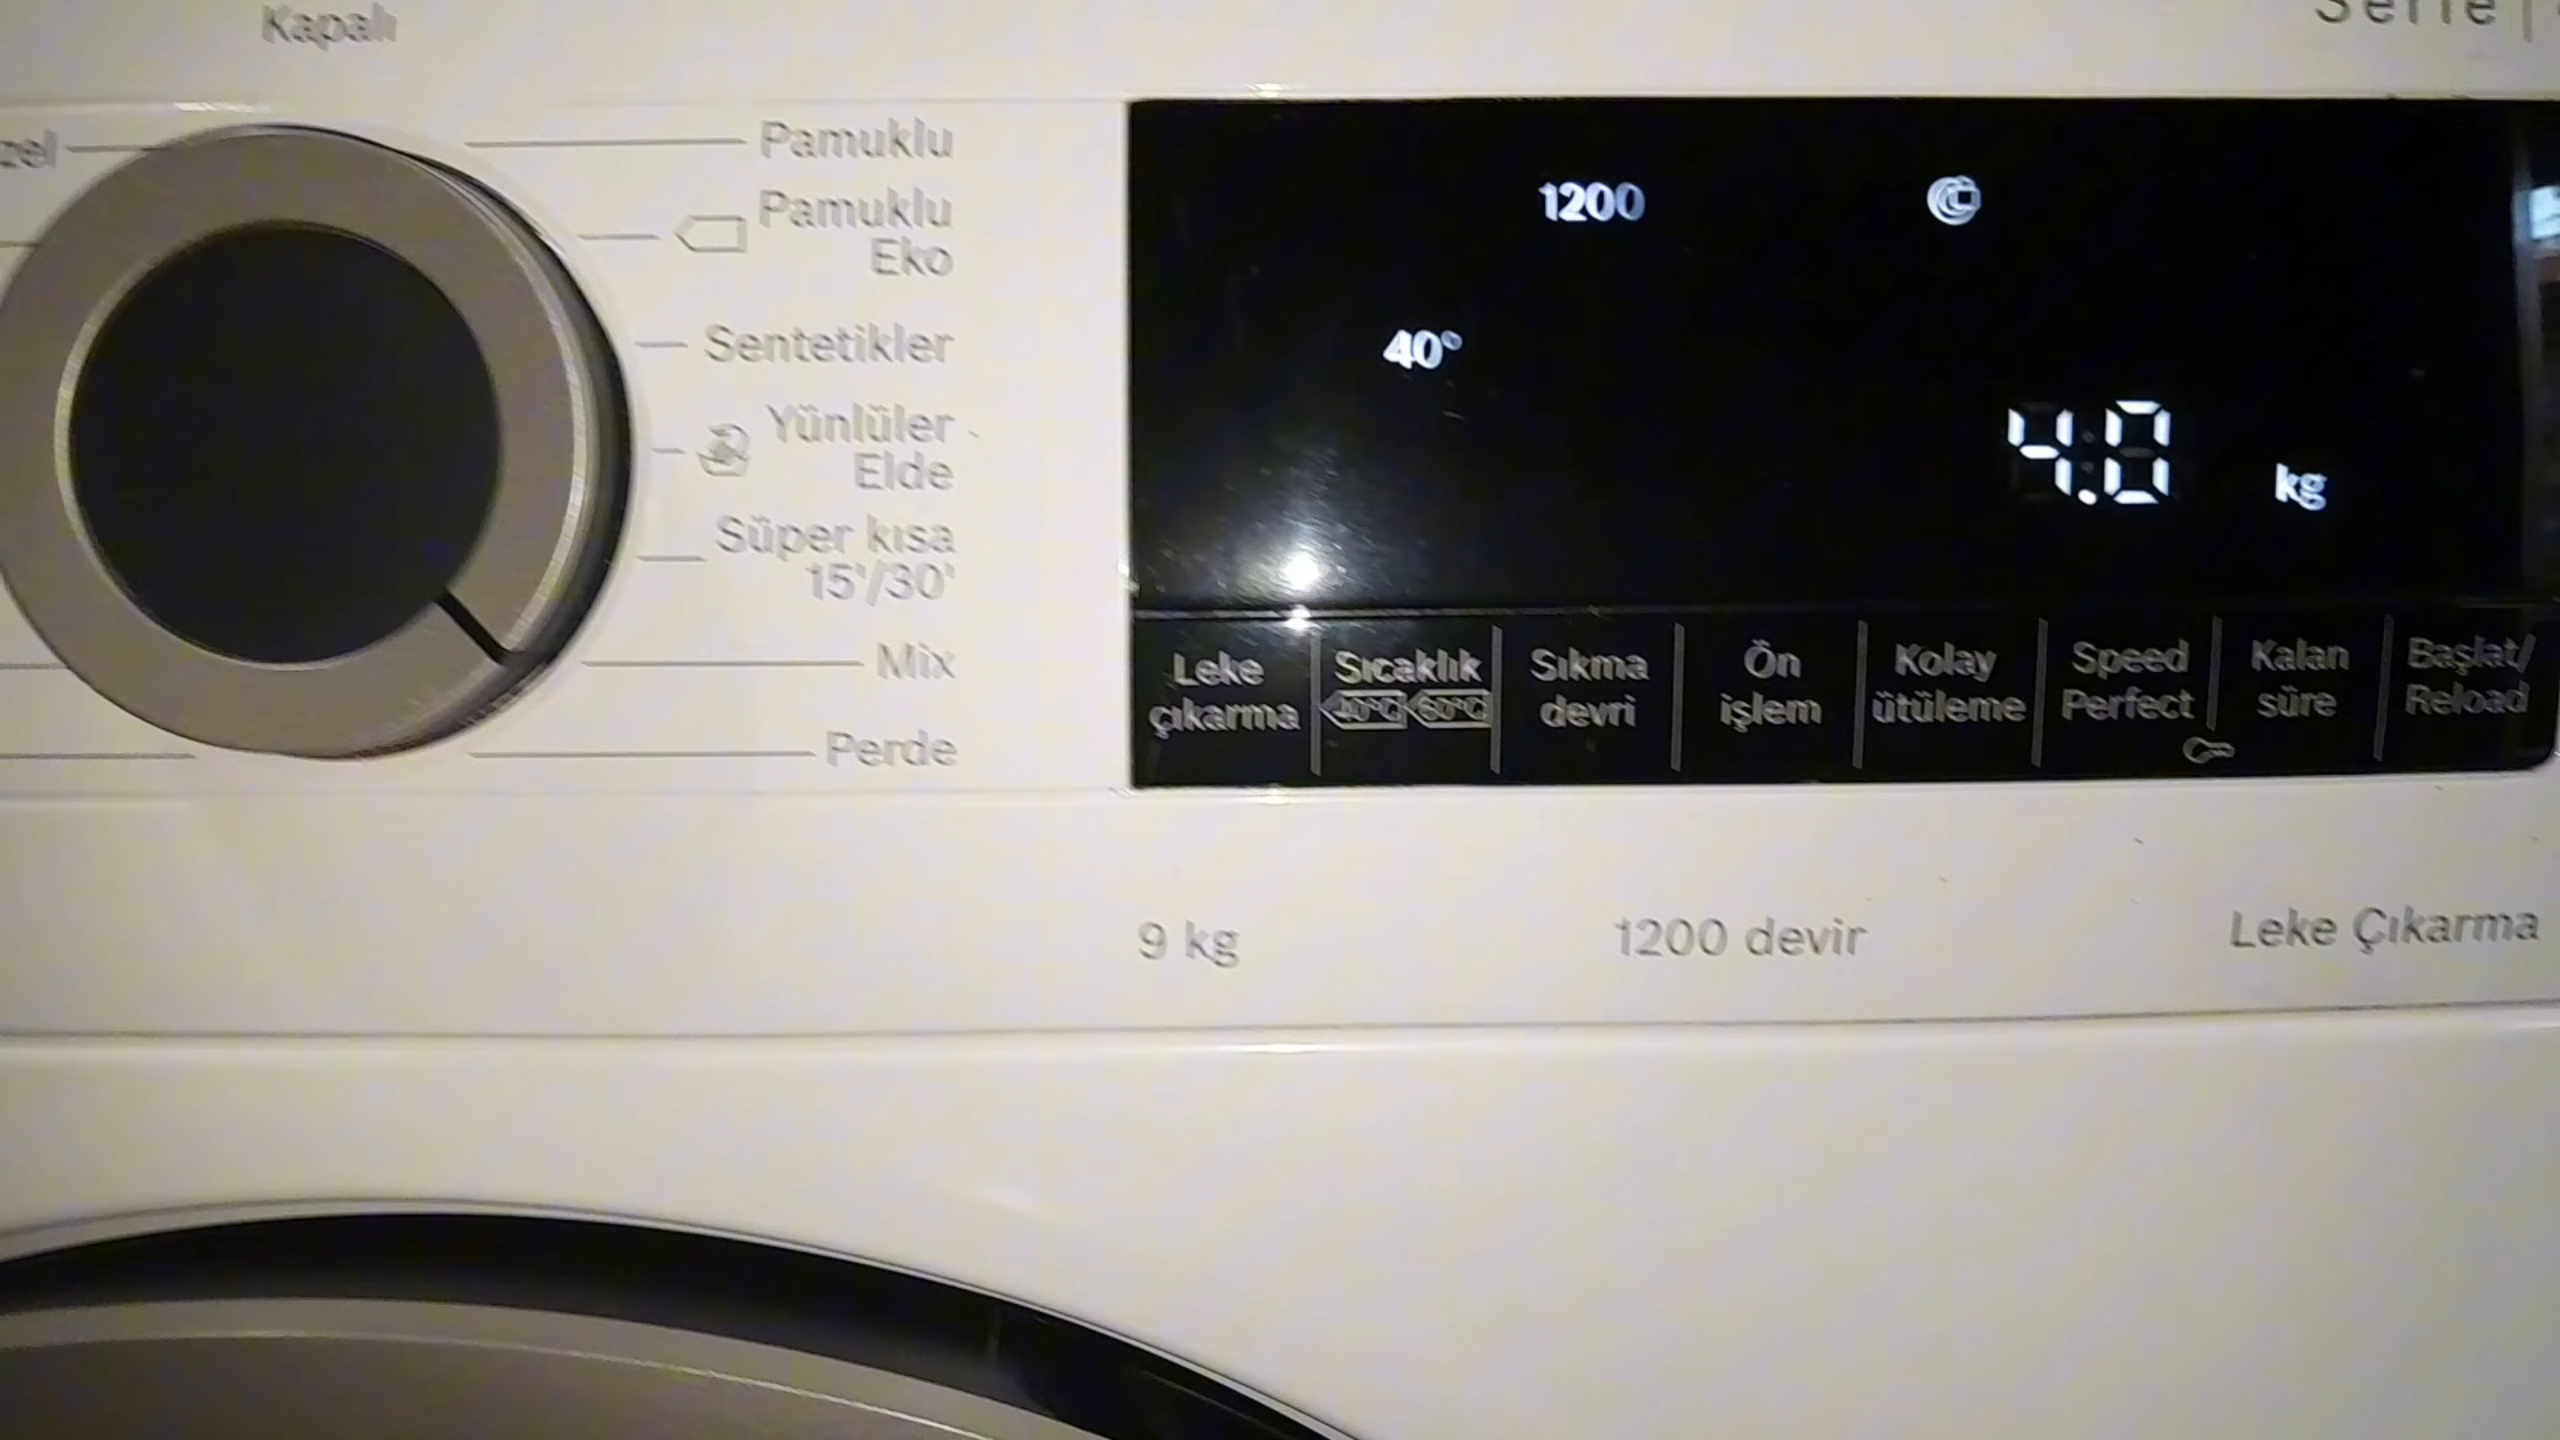 Kapalı
Serie
zel
Pamuklu
Pamuklu
Eko
Sentetikler
Yünlüler
Elde
Süper kısa
15'/30'
Mix
Perde
1200
40°
4.0 kg
Leke
çıkarma
Sıcaklık
40°C 60°C
Sıkma
devri
Ön
işlem
Kolay
ütüleme
Speed
Perfect
Kalan
süre
Başlat/
Reload
9 kg
1200 devir
Leke Çıkarma